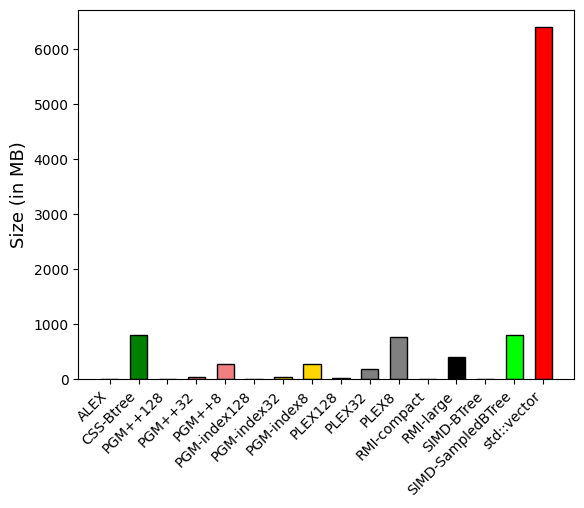 Size (in MB)
6000
5000
4000
3000
2000
1000
0
ALEX
CSS-Btree
PGM++128
PGM++32
PGM++8
PGM-index128
PGM-index32
PGM-index8
PLEX128
PLEX32
PLEX8
RMI-compact
RMI-large
SIMD-BTree
SIMD-SampledBTree
std::vector